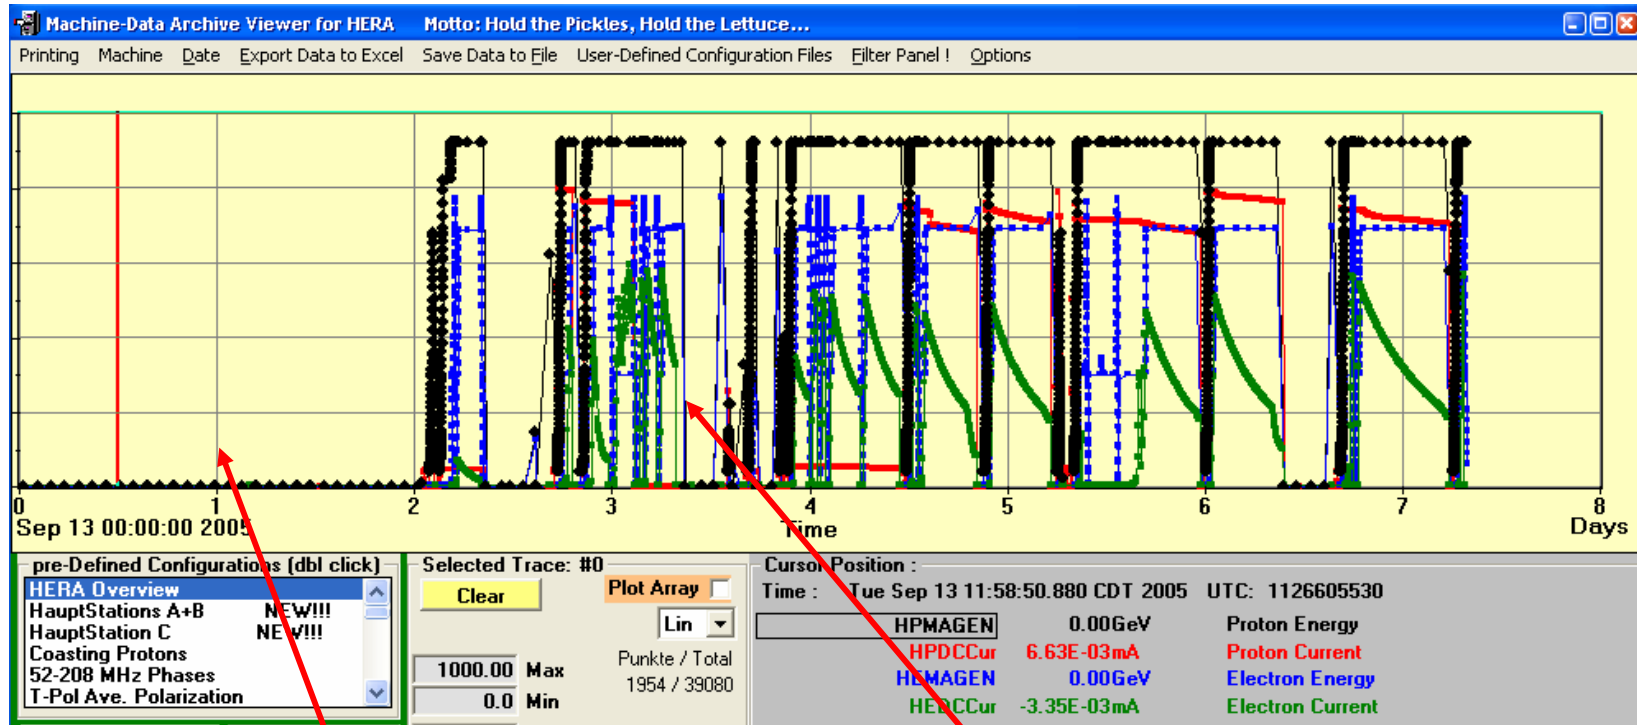 Machine-Data Archive Viewer for HERA Motto: Hold the Pickles, Hold the Lettuce...
Printing Machine Date Export Data to Excel Save Data to File User-Defined Configuration Files Filter Panel ! Options
0 1 2 3 4 5 6 7 8
Sep 13 00:00:00 2005 Time Days
pre-Defined Configurations (dbl click)
HERA Overview
HauptStations A+B NEW!!!
HauptStation C NEW!!!
Coasting Protons
52-208 MHz Phases
T-Pol Ave. Polarization
Selected Trace: #0
Clear
Plot Array
Lin
1000.00 Max
0.0 Min
Punkte / Total
1954 / 39080
Cursor Position :
Time : Tue Sep 13 11:58:50.880 CDT 2005 UTC: 1126605530
HPMAGEN 0.00GeV Proton Energy
HPDCCur 6.63E-03mA Proton Current
HEMAGEN 0.00GeV Electron Energy
HEDCCur -3.35E-03mA Electron Current